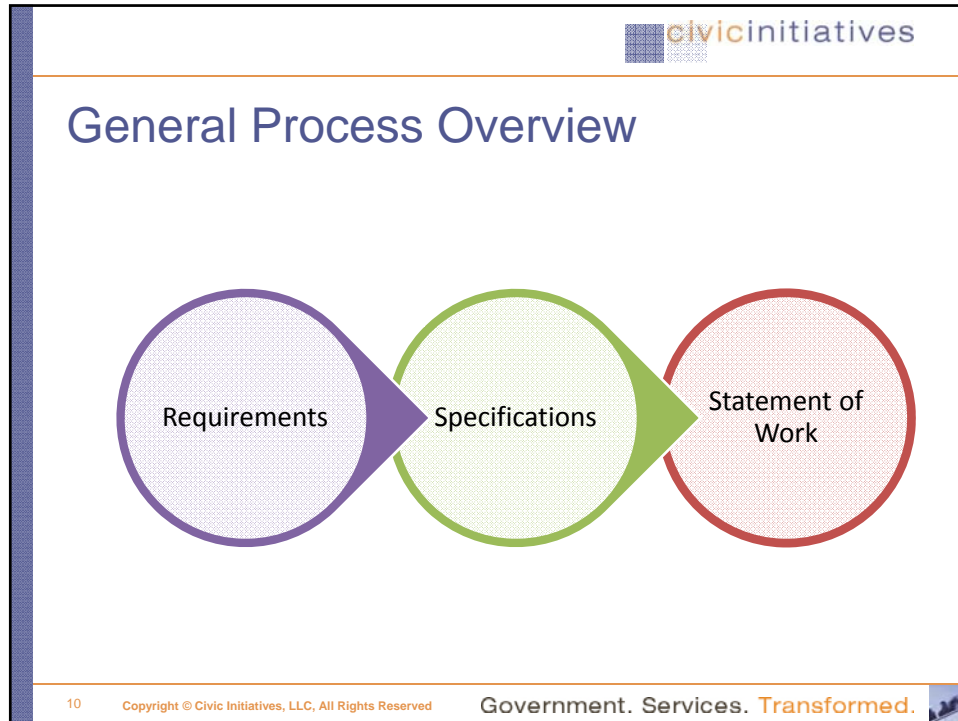 civicinitiatives
General Process Overview
Requirements
Specifications
Statement of
Work
10 Copyright © Civic Initiatives, LLC, All Rights Reserved Government. Services. Transformed.